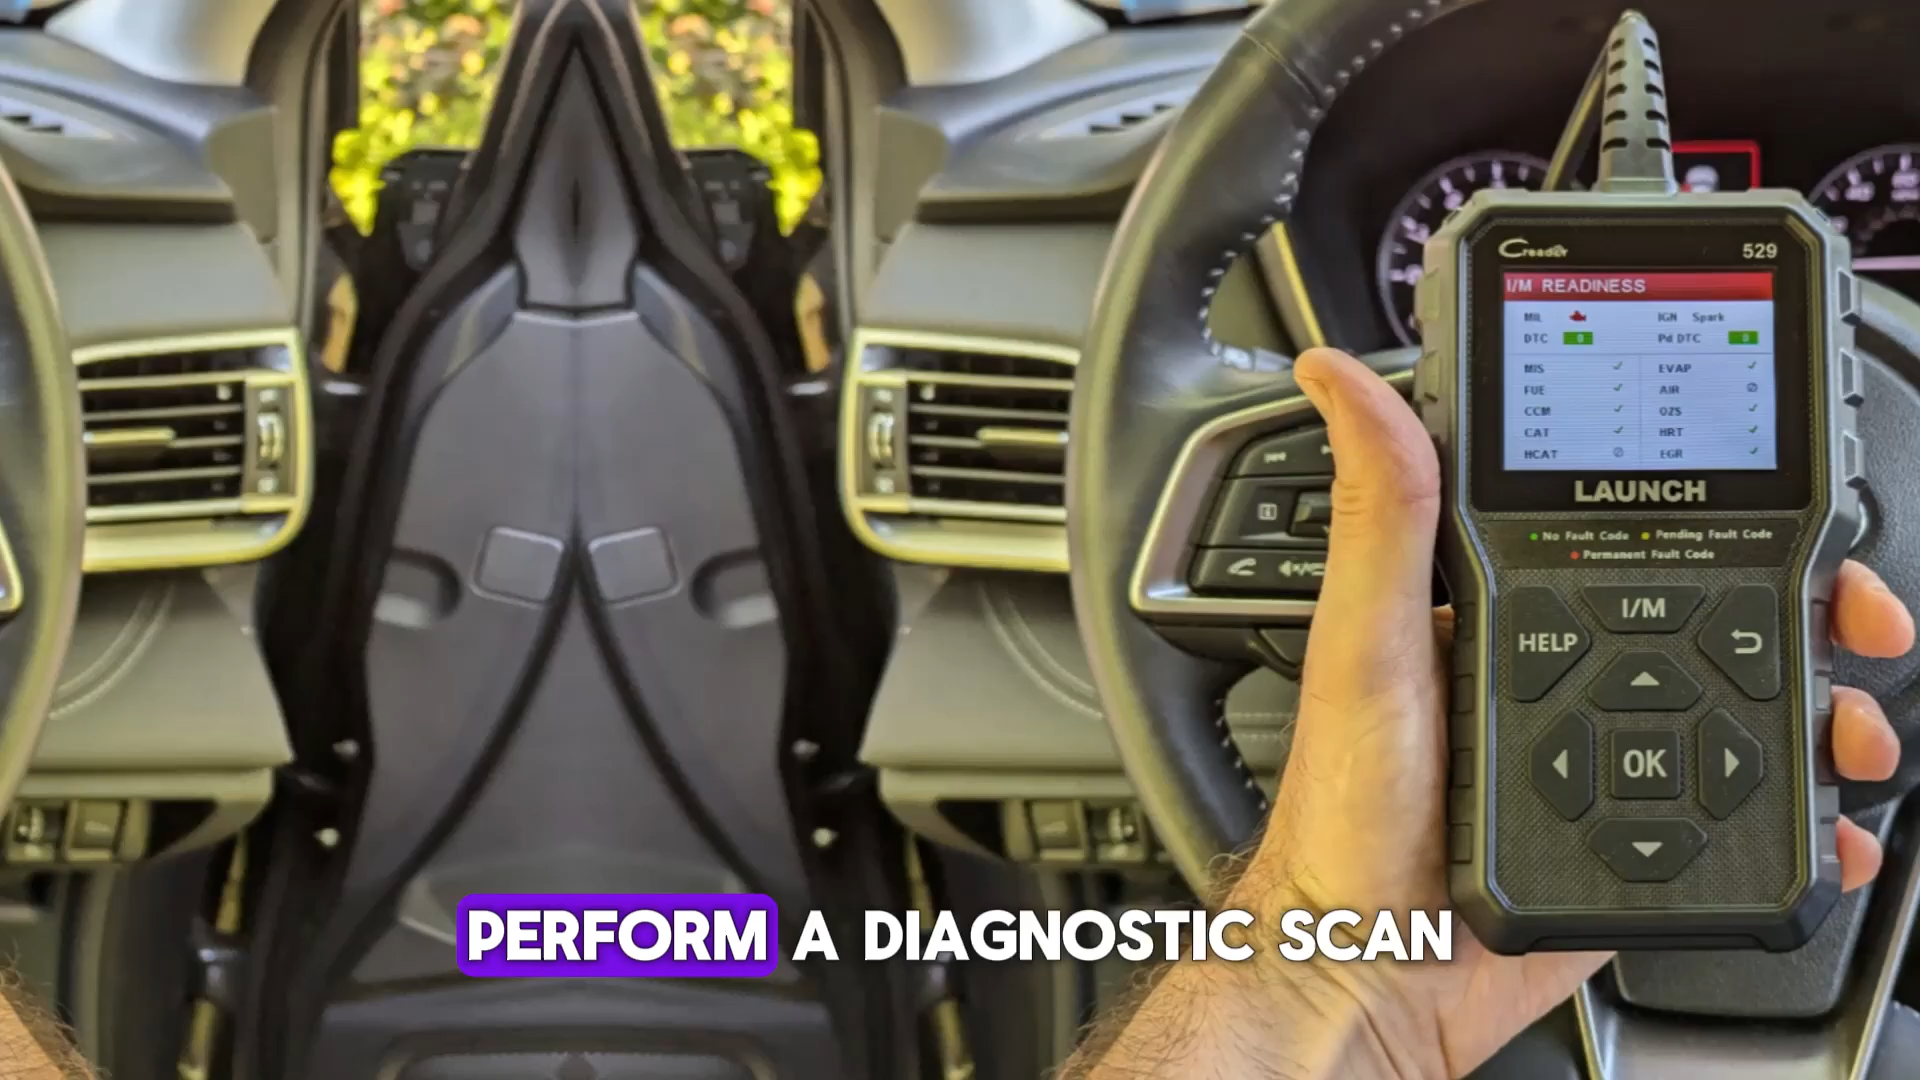 Creader 529
I/M READINESS
MIL IGN Spark
DTC 0 Pd DTC 0
MIS EVAP
FUE AIR
CCM O2S
CAT HRT
HCAT EGR
LAUNCH
No Fault Code Pending Fault Code
Permanent Fault Code
I/M
HELP
OK
PERFORM A DIAGNOSTIC SCAN